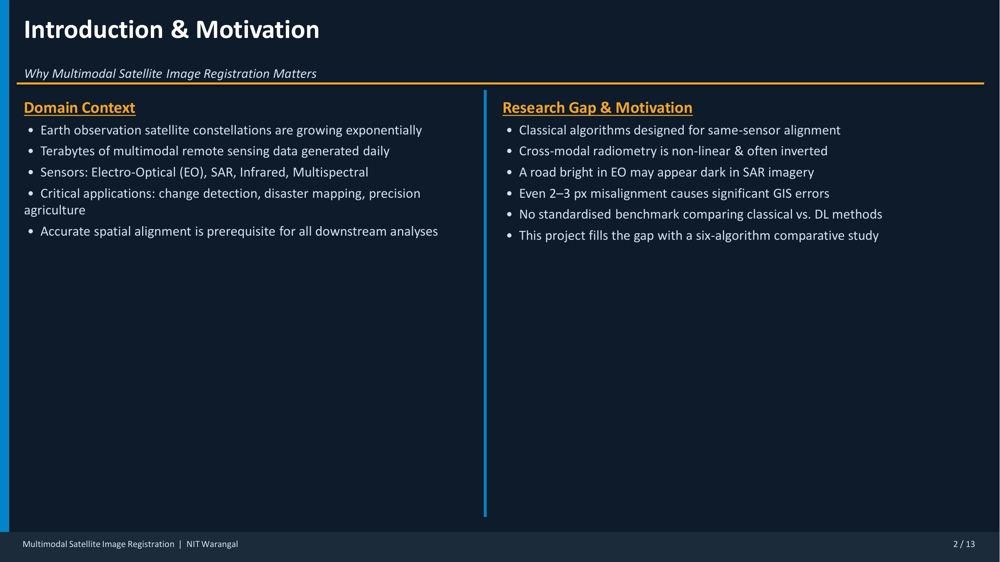 Introduction & Motivation
Why Multimodal Satellite Image Registration Matters
Domain Context
• Earth observation satellite constellations are growing exponentially
• Terabytes of multimodal remote sensing data generated daily
• Sensors: Electro-Optical (EO), SAR, Infrared, Multispectral
• Critical applications: change detection, disaster mapping, precision
agriculture
• Accurate spatial alignment is prerequisite for all downstream analyses
Research Gap & Motivation
• Classical algorithms designed for same-sensor alignment
• Cross-modal radiometry is non-linear & often inverted
• A road bright in EO may appear dark in SAR imagery
• Even 2–3 px misalignment causes significant GIS errors
• No standardised benchmark comparing classical vs. DL methods
• This project fills the gap with a six-algorithm comparative study
Multimodal Satellite Image Registration | NIT Warangal
2 / 13